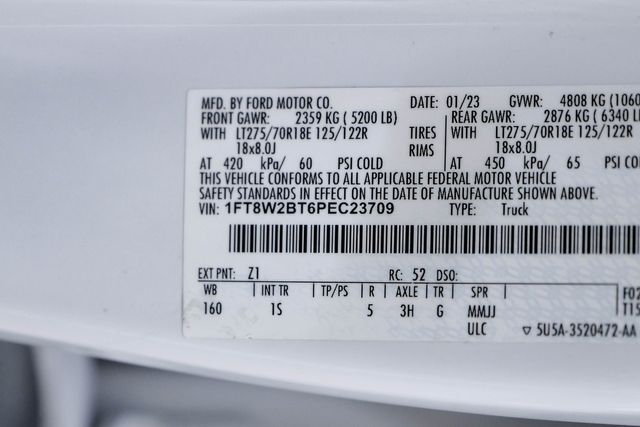 MFD. BY FORD MOTOR CO. DATE: 01/23 GVWR: 4808 KG (1060
FRONT GAWR: 2359 KG ( 5200 LB) REAR GAWR: 2876 KG ( 6340 L
WITH LT275/70R18E 125/122R TIRES WITH LT275/70R18E 125/122R
18x8.0J RIMS 18x8.0J
AT 420 kPa/ 60 PSI COLD AT 450 kPa/ 65 PSI CO
THIS VEHICLE CONFORMS TO ALL APPLICABLE FEDERAL MOTOR VEHICLE
SAFETY STANDARDS IN EFFECT ON THE DATE OF MANUFACTURE SHOWN ABOVE.
VIN: 1FT8W2BT6PEC23709 TYPE: Truck
EXT PNT: Z1 RC: 52 DSO:
WB | INT TR | TP/PS | R | AXLE | TR | SPR | F02
160 1S 5 3H G MMJJ T15
ULC ▽ 5U5A-3520472-AA